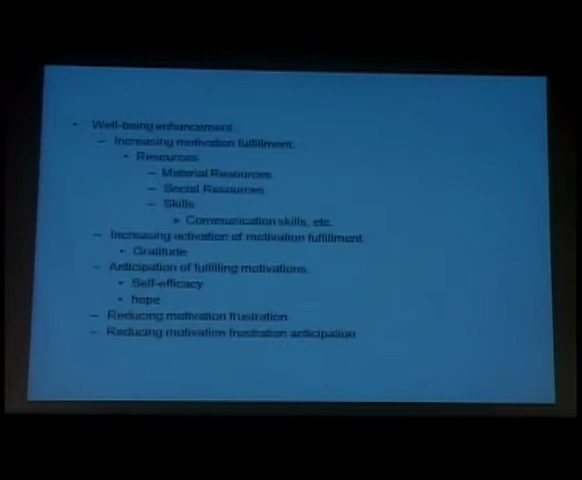 • Well-being enhancement.
– Increasing motivation fulfillment.
• Resources
– Material Resources
– Social Resources
– Skills
» Communication skills, etc.
– Increasing activation of motivation fulfillment
• Gratitude
– Anticipation of fulfilling motivations.
• Self-efficacy
• hope
– Reducing motivation frustration
– Reducing motivation frustration anticipation